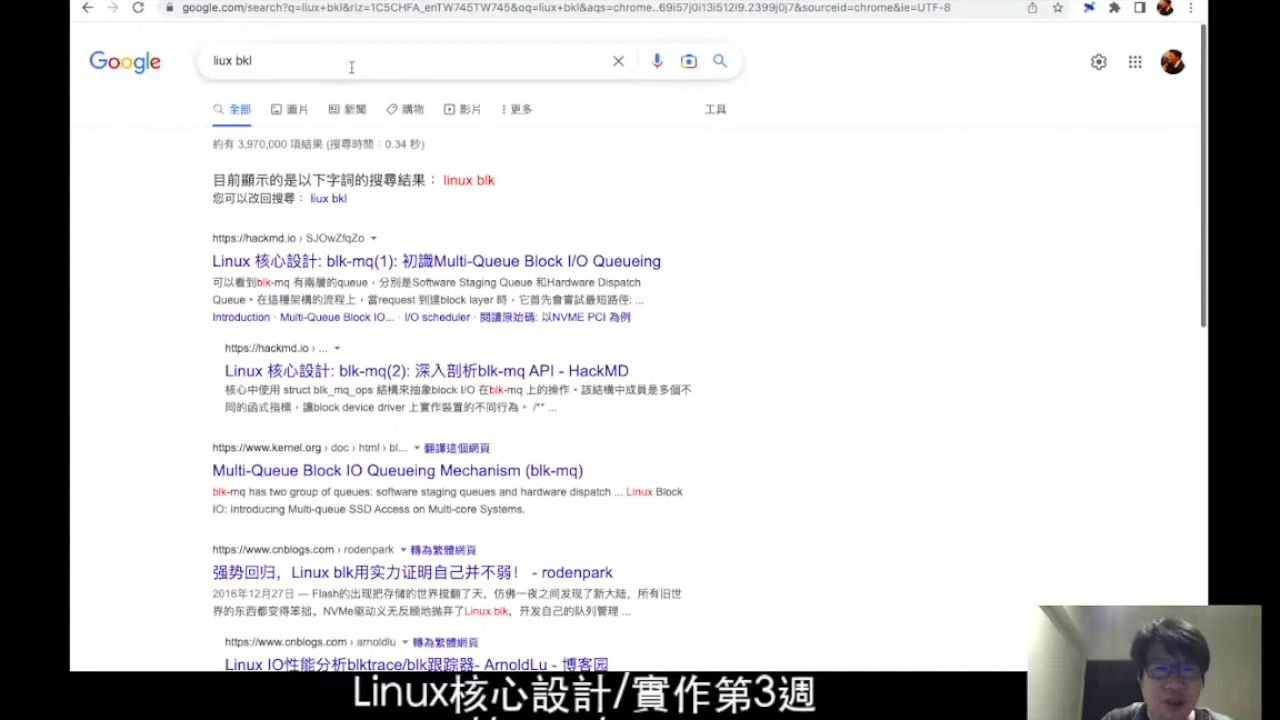 google.com/search?q=liux+bkl&rlz=1C5CHFA_enTW745TW745&oq=liux+bkl&aqs=chrome..69i57j0i13i512l9.2399j0j7&sourceid=chrome&ie=UTF-8
Google
liux bkl
全部 圖片 新聞 購物 影片 更多 工具
約有 3,970,000 項結果 (搜尋時間：0.34 秒)
目前顯示的是以下字詞的搜尋結果： linux blk
您可以改回搜尋： liux bkl
https://hackmd.io › SJOwZfqZo
Linux 核心設計: blk-mq(1): 初識Multi-Queue Block I/O Queueing
可以看到blk-mq 有兩層的queue，分別是Software Staging Queue 和Hardware Dispatch
Queue。在這種架構的流程上，當request 到達block layer 時，它首先會嘗試最短路徑: ...
Introduction · Multi-Queue Block IO... · I/O scheduler · 閱讀原始碼: 以NVME PCI 為例
https://hackmd.io › ...
Linux 核心設計: blk-mq(2): 深入剖析blk-mq API - HackMD
核心中使用 struct blk_mq_ops 結構來抽象block I/O 在blk-mq 上的操作。該結構中成員是多個不
同的函式指標，讓block device driver 上實作裝置的不同行為。 /** ...
https://www.kernel.org › doc › html › bl... 翻譯這個網頁
Multi-Queue Block IO Queueing Mechanism (blk-mq)
blk-mq has two group of queues: software staging queues and hardware dispatch ... Linux Block
IO: Introducing Multi-queue SSD Access on Multi-core Systems.
https://www.cnblogs.com › rodenpark 轉為繁體網頁
强势回归，Linux blk用实力证明自己并不弱！ - rodenpark
2016年12月27日 — Flash的出现把存储的世界搅翻了天，仿佛一夜之间发现了新大陆，所有旧世
界的东西都变得笨拙。NVMe驱动义无反顾地抛弃了Linux blk，开发自己的队列管理 ...
https://www.cnblogs.com › arnoldlu 轉為繁體網頁
Linux IO性能分析blktrace/blk跟踪器- ArnoldLu - 博客园
Linux核心設計/實作第3週